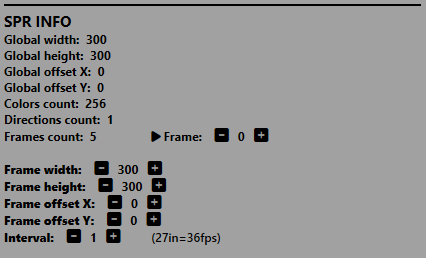 SPR INFO
Global width: 300
Global height: 300
Global offset X: 0
Global offset Y: 0
Colors count: 256
Directions count: 1
Frames count: 5 ▶ Frame: - 0 +
Frame width: - 300 +
Frame height: - 300 +
Frame offset X: - 0 +
Frame offset Y: - 0 +
Interval: - 1 + (27in=36fps)